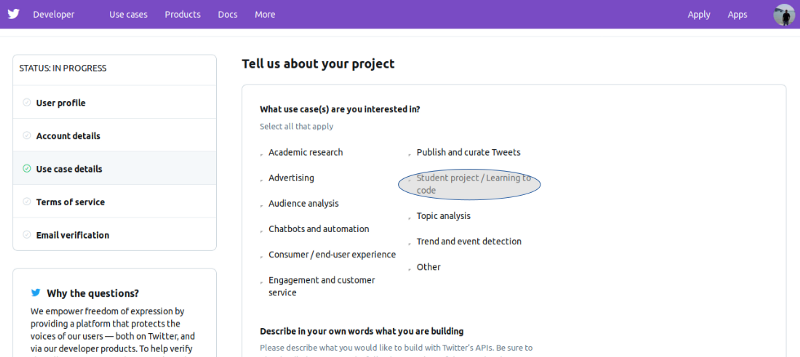 Developer Use cases Products Docs More Apply Apps
STATUS: IN PROGRESS
User profile
Account details
Use case details
Terms of service
Email verification
Why the questions?
We empower freedom of expression by
providing a platform that protects the
voices of our users — both on Twitter, and
via our developer products. To help verify
Tell us about your project
What use case(s) are you interested in?
Select all that apply
Academic research
Advertising
Audience analysis
Chatbots and automation
Consumer / end-user experience
Engagement and customer
service
Publish and curate Tweets
Student project / Learning to
code
Topic analysis
Trend and event detection
Other
Describe in your own words what you are building
Please describe what you would like to build with Twitter's APIs. Be sure to